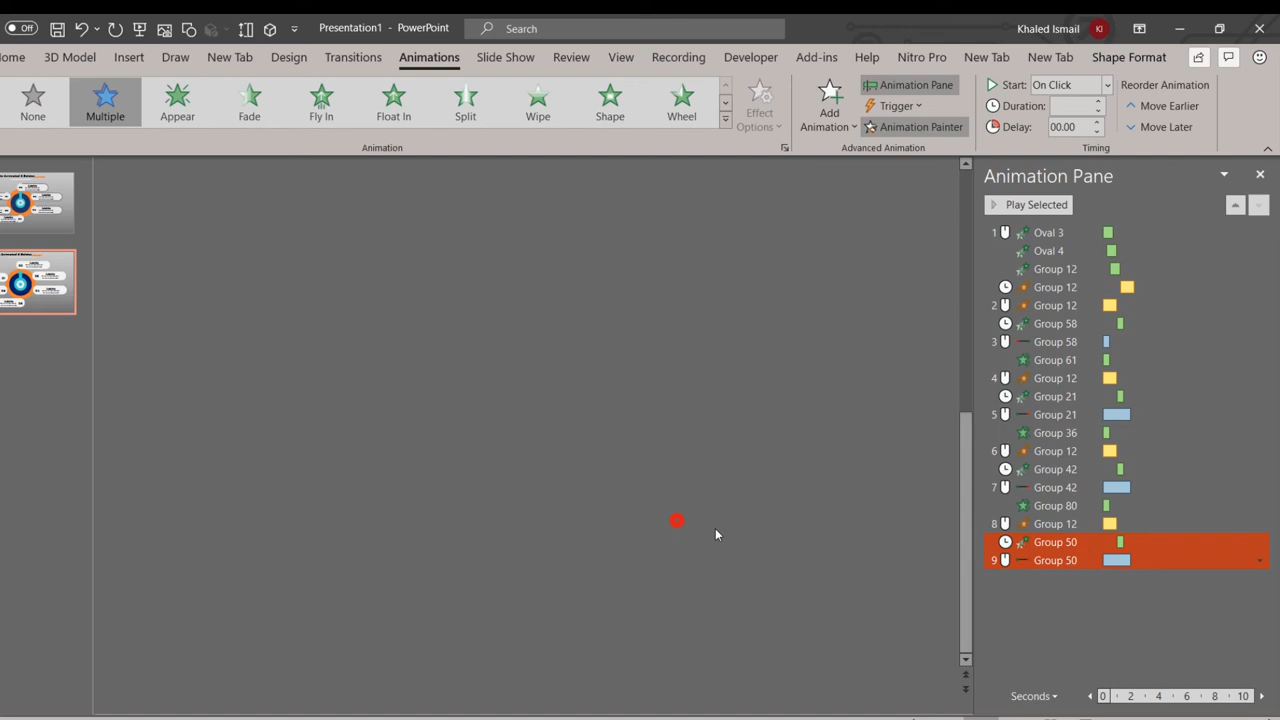 Off
Presentation1 - PowerPoint
Search
Khaled Ismail
KI
ome
3D Model
Insert
New Tab
Draw
Design
Transitions
Animations
Slide Show
Review
View
Recording
Developer
Add-ins
Help
Nitro Pro
New Tab
New Tab
Shape Format
None
Multiple
Appear
Fade
Fly In
Float In
Split
Wipe
Shape
Wheel
Effect
Options
Add
Animation
Animation Pane
Trigger
Animation Painter
Start: On Click
Duration:
Delay: 00.00
Reorder Animation
Move Earlier
Move Later
Animation
Advanced Animation
Timing
Animation Pane
Play Selected
1 Oval 3
Oval 4
Group 12
Group 12
2 Group 12
Group 58
3 Group 58
Group 61
4 Group 12
Group 21
5 Group 21
Group 36
6 Group 12
Group 42
7 Group 42
Group 80
8 Group 12
Group 50
9 Group 50
Seconds
0 2 4 6 8 10